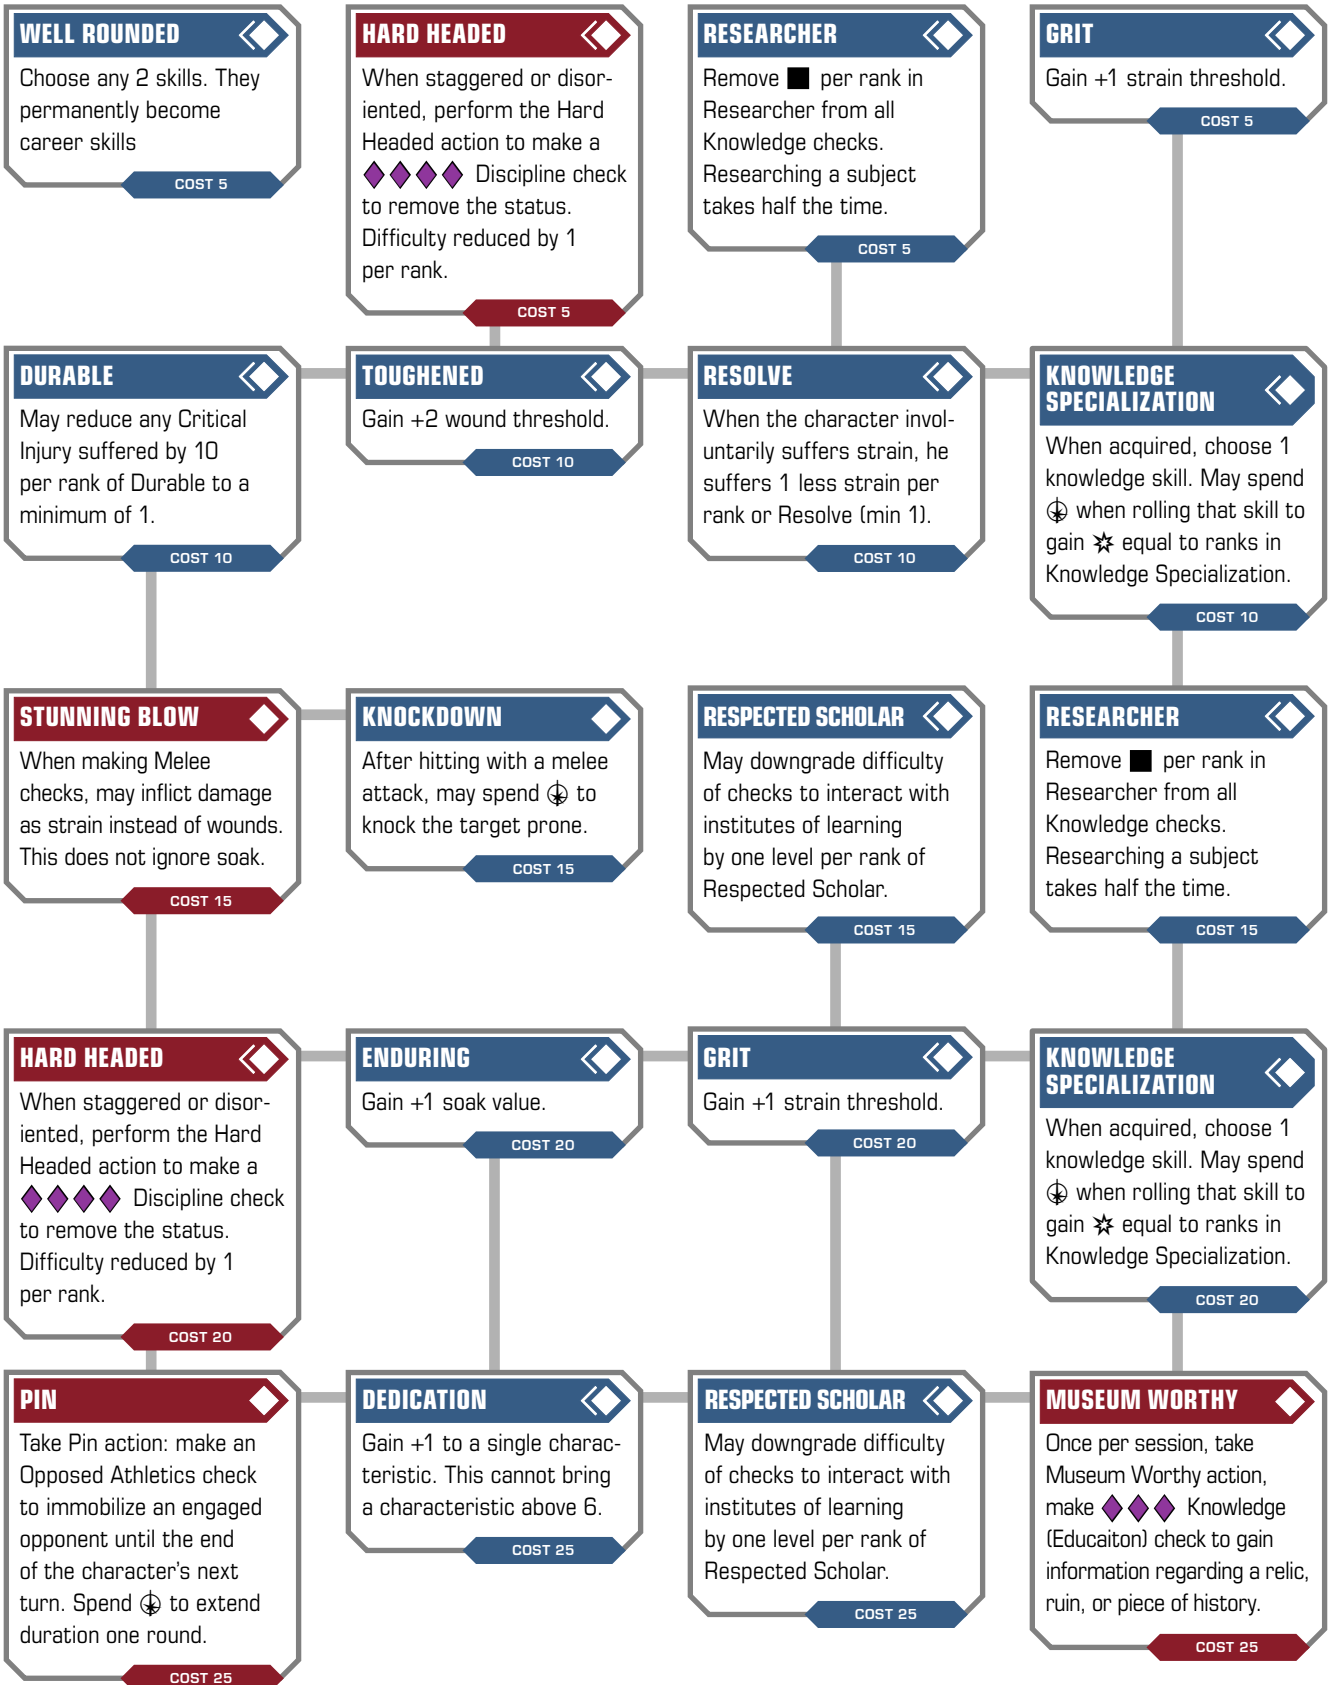 WELL ROUNDED
Choose any 2 skills. They
permanently become
career skills
COST 5
HARD HEADED
When staggered or disor-
iented, perform the Hard
Headed action to make a
Discipline check
to remove the status.
Difficulty reduced by 1
per rank.
COST 5
RESEARCHER
Remove per rank in
Researcher from all
Knowledge checks.
Researching a subject
takes half the time.
COST 5
GRIT
Gain +1 strain threshold.
COST 5
DURABLE
May reduce any Critical
Injury suffered by 10
per rank of Durable to a
minimum of 1.
COST 10
TOUGHENED
Gain +2 wound threshold.
COST 10
RESOLVE
When the character invol-
untarily suffers strain, he
suffers 1 less strain per
rank or Resolve (min 1).
COST 10
KNOWLEDGE
SPECIALIZATION
When acquired, choose 1
knowledge skill. May spend
when rolling that skill to
gain equal to ranks in
Knowledge Specialization.
COST 10
STUNNING BLOW
When making Melee
checks, may inflict damage
as strain instead of wounds.
This does not ignore soak.
COST 15
KNOCKDOWN
After hitting with a melee
attack, may spend to
knock the target prone.
COST 15
RESPECTED SCHOLAR
May downgrade difficulty
of checks to interact with
institutes of learning
by one level per rank of
Respected Scholar.
COST 15
RESEARCHER
Remove per rank in
Researcher from all
Knowledge checks.
Researching a subject
takes half the time.
COST 15
HARD HEADED
When staggered or disor-
iented, perform the Hard
Headed action to make a
Discipline check
to remove the status.
Difficulty reduced by 1
per rank.
COST 20
ENDURING
Gain +1 soak value.
COST 20
GRIT
Gain +1 strain threshold.
COST 20
KNOWLEDGE
SPECIALIZATION
When acquired, choose 1
knowledge skill. May spend
when rolling that skill to
gain equal to ranks in
Knowledge Specialization.
COST 20
PIN
Take Pin action: make an
Opposed Athletics check
to immobilize an engaged
opponent until the end
of the character's next
turn. Spend to extend
duration one round.
COST 25
DEDICATION
Gain +1 to a single charac-
teristic. This cannot bring
a characteristic above 6.
COST 25
RESPECTED SCHOLAR
May downgrade difficulty
of checks to interact with
institutes of learning
by one level per rank of
Respected Scholar.
COST 25
MUSEUM WORTHY
Once per session, take
Museum Worthy action,
make Knowledge
(Educaiton) check to gain
information regarding a relic,
ruin, or piece of history.
COST 25